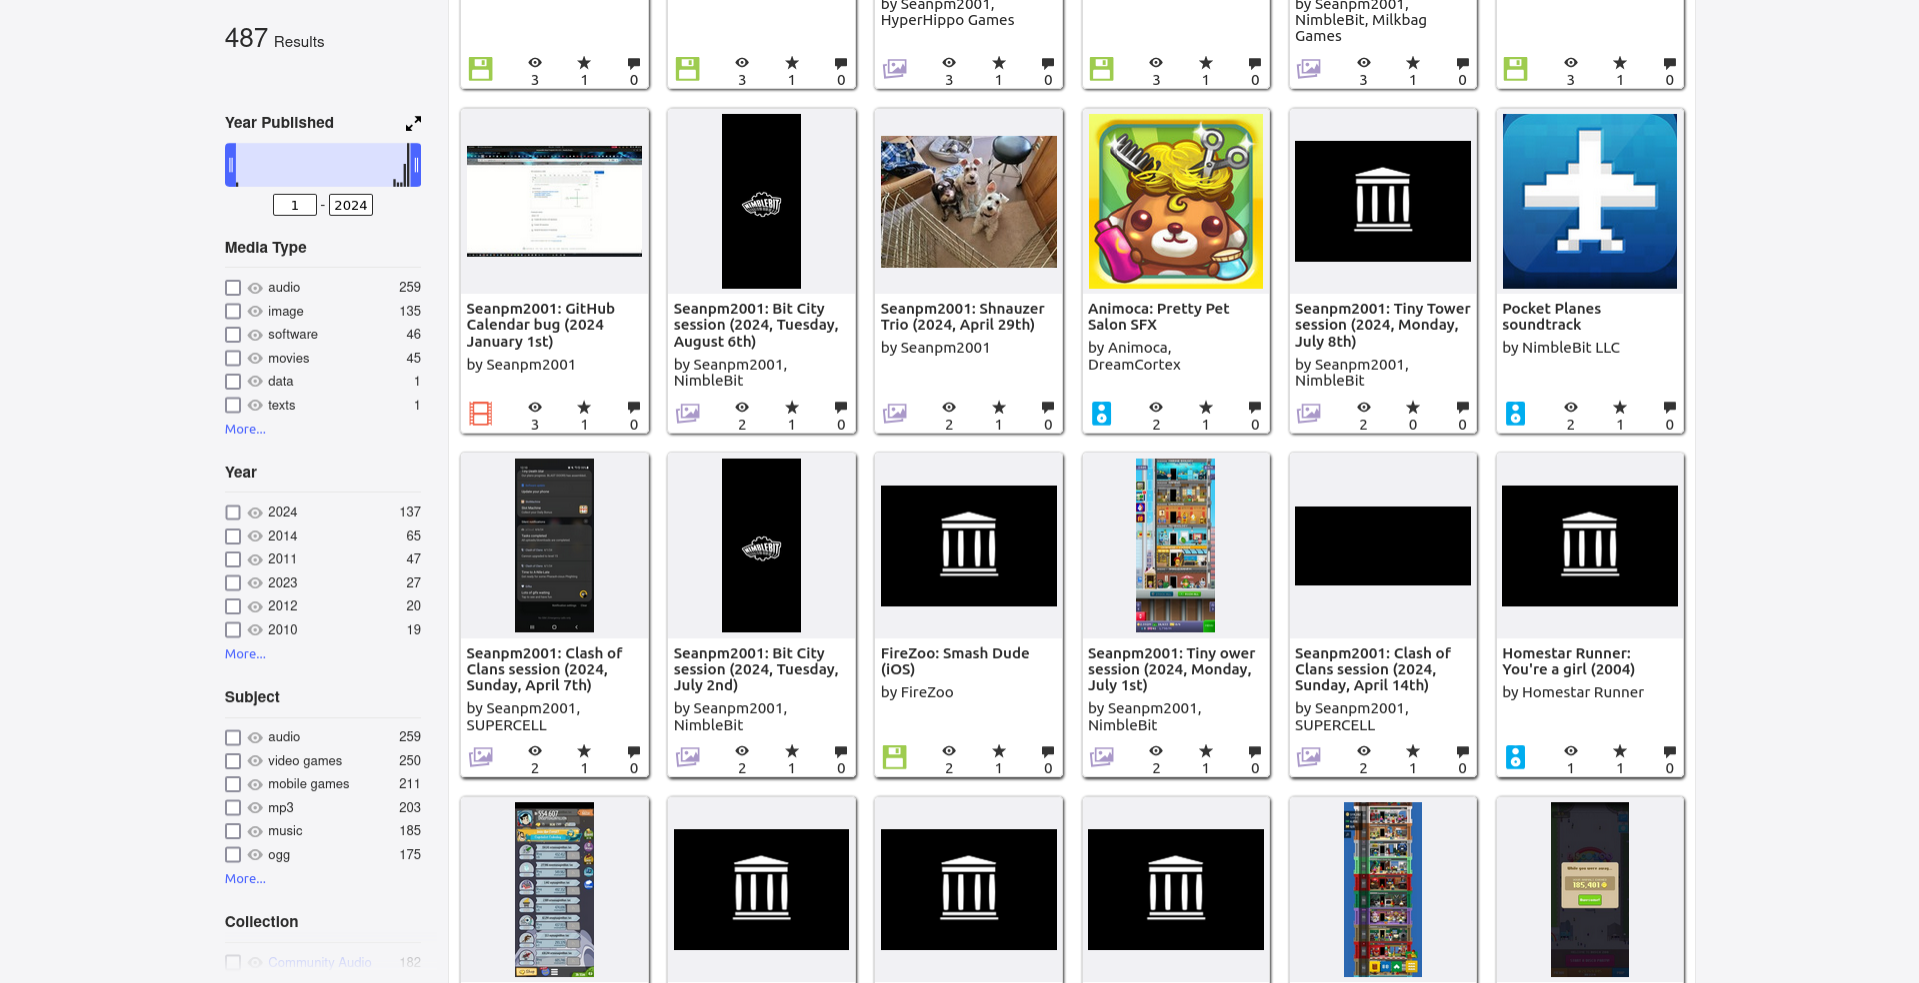 487 Results
Year Published
1 - 2024
Media Type
audio 259
image 135
software 46
movies 45
data 1
texts 1
More...
Year
2024 137
2014 65
2011 47
2023 27
2012 20
2010 19
More...
Subject
audio 259
video games 250
mobile games 211
mp3 203
music 185
ogg 175
More...
Collection
Community Audio 182
by Seanpm2001,
HyperHippo Games
by Seanpm2001,
NimbleBit, Milkbag
Games
3 1 0
3 1 0
3 1 0
3 1 0
3 1 0
3 1 0
Seanpm2001: GitHub
Calendar bug (2024
January 1st)
by Seanpm2001
3 1 0
NIMBLEBIT
Seanpm2001: Bit City
session (2024, Tuesday,
August 6th)
by Seanpm2001,
NimbleBit
2 1 0
Seanpm2001: Shnauzer
Trio (2024, April 29th)
by Seanpm2001
2 1 0
Animoca: Pretty Pet
Salon SFX
by Animoca,
DreamCortex
2 1 0
Seanpm2001: Tiny Tower
session (2024, Monday,
July 8th)
by Seanpm2001,
NimbleBit
2 0 0
Pocket Planes
soundtrack
by NimbleBit LLC
2 1 0
Seanpm2001: Clash of
Clans session (2024,
Sunday, April 7th)
by Seanpm2001,
SUPERCELL
2 1 0
NIMBLEBIT
Seanpm2001: Bit City
session (2024, Tuesday,
July 2nd)
by Seanpm2001,
NimbleBit
2 1 0
FireZoo: Smash Dude
(iOS)
by FireZoo
2 1 0
Seanpm2001: Tiny ower
session (2024, Monday,
July 1st)
by Seanpm2001,
NimbleBit
2 1 0
Seanpm2001: Clash of
Clans session (2024,
Sunday, April 14th)
by Seanpm2001,
SUPERCELL
2 1 0
Homestar Runner:
You're a girl (2004)
by Homestar Runner
1 1 0
554.607
While you were away...
185,401